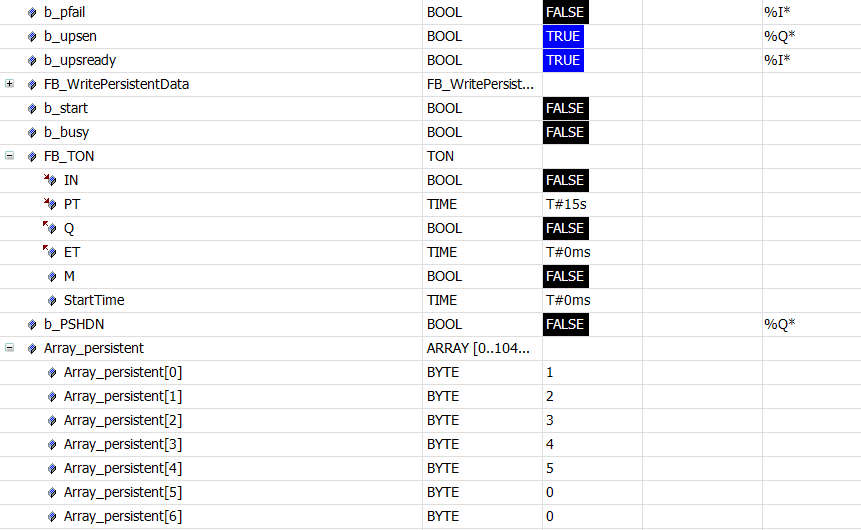 b_pfail BOOL FALSE %I*
b_upsen BOOL TRUE %Q*
b_upsready BOOL TRUE %I*
FB_WritePersistentData FB_WritePersist...
b_start BOOL FALSE
b_busy BOOL FALSE
FB_TON TON
IN BOOL FALSE
PT TIME T#15s
Q BOOL FALSE
ET TIME T#0ms
M BOOL FALSE
StartTime TIME T#0ms
b_PSHDN BOOL FALSE %Q*
Array_persistent ARRAY [0..104...
Array_persistent[0] BYTE 1
Array_persistent[1] BYTE 2
Array_persistent[2] BYTE 3
Array_persistent[3] BYTE 4
Array_persistent[4] BYTE 5
Array_persistent[5] BYTE 0
Array_persistent[6] BYTE 0